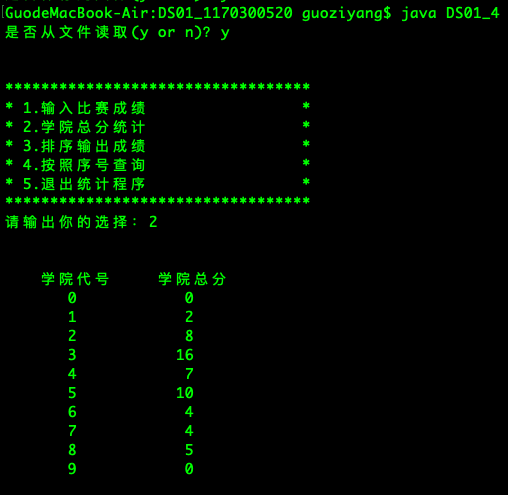 GuodeMacBook-Air:DS01_1170300520 guoziyang$ java DS01_4
是否从文件读取(y or n)? y
**********************************
* 1.输入比赛成绩 *
* 2.学院总分统计 *
* 3.排序输出成绩 *
* 4.按照序号查询 *
* 5.退出统计程序 *
**********************************
请输出你的选择: 2
学院代号 学院总分
0 0
1 2
2 8
3 16
4 7
5 10
6 4
7 4
8 5
9 0